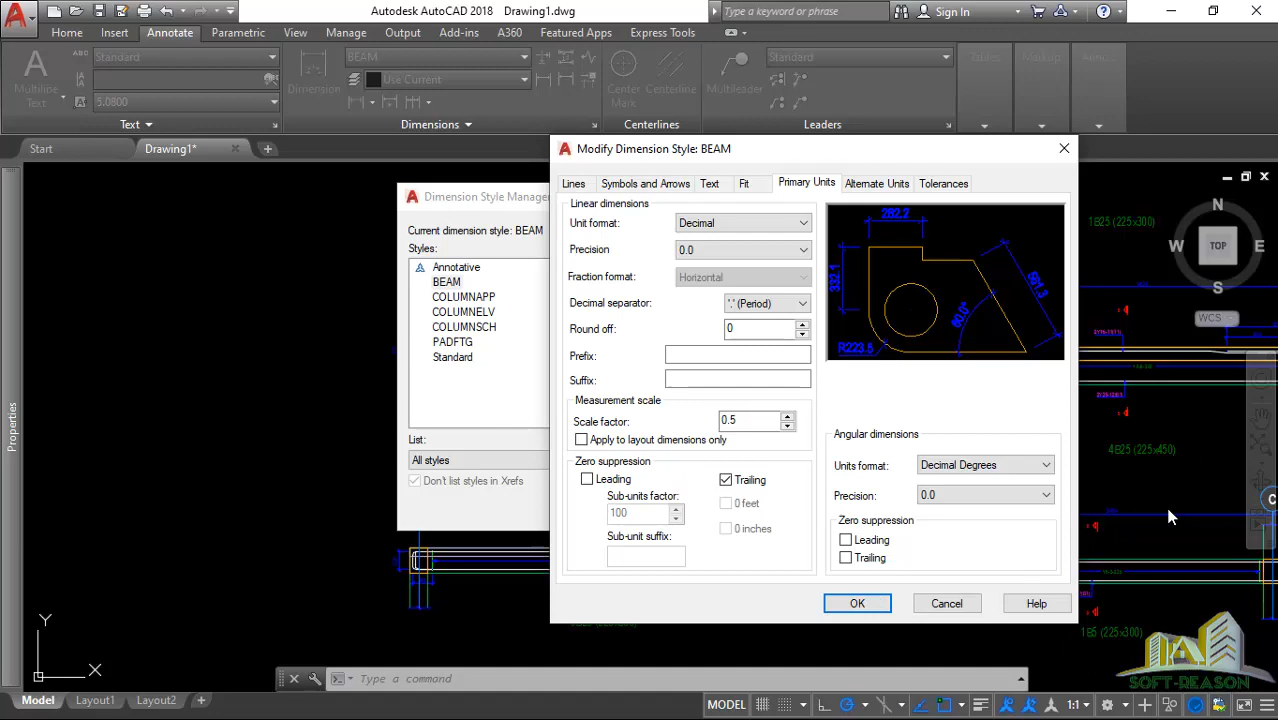 Autodesk AutoCAD 2018 Drawing1.dwg
Type a keyword or phrase
Sign In
Home Insert Annotate Parametric View Manage Output Add-ins A360 Featured Apps Express Tools
Standard
BEAM
Standard
Use Current
Multiline
Text
5.0800
Dimension
Center
Mark
Centerline
Multileader
Tables
Markup
Text
Dimensions
Centerlines
Leaders
Start
Drawing1*
Modify Dimension Style: BEAM
Lines Symbols and Arrows Text Fit Primary Units Alternate Units Tolerances
Linear dimensions
Unit format: Decimal
Precision 0.0
Fraction format: Horizontal
Decimal separator: '.' (Period)
Round off: 0
Prefix:
Suffix:
Measurement scale
Scale factor: 0.5
Apply to layout dimensions only
Zero suppression
Leading
Trailing
Sub-units factor:
100
0 feet
Sub-unit suffix:
0 inches
282.2
332.1
561.3
60.0°
R223.5
Angular dimensions
Units format: Decimal Degrees
Precision: 0.0
Zero suppression
Leading
Trailing
OK
Cancel
Help
Dimension Style Manager
Current dimension style: BEAM
Styles:
Annotative
BEAM
COLUMNAPP
COLUMNELV
COLUMNSCH
PADFTG
Standard
List:
All styles
Don't list styles in Xrefs
1B25 (225x300)
N
W
TOP
E
S
WCS
4B25 (225x450)
1B5 (225x300)
Properties
Y
X
Type a command
SOFT-REASON
Model Layout1 Layout2
MODEL
1:1